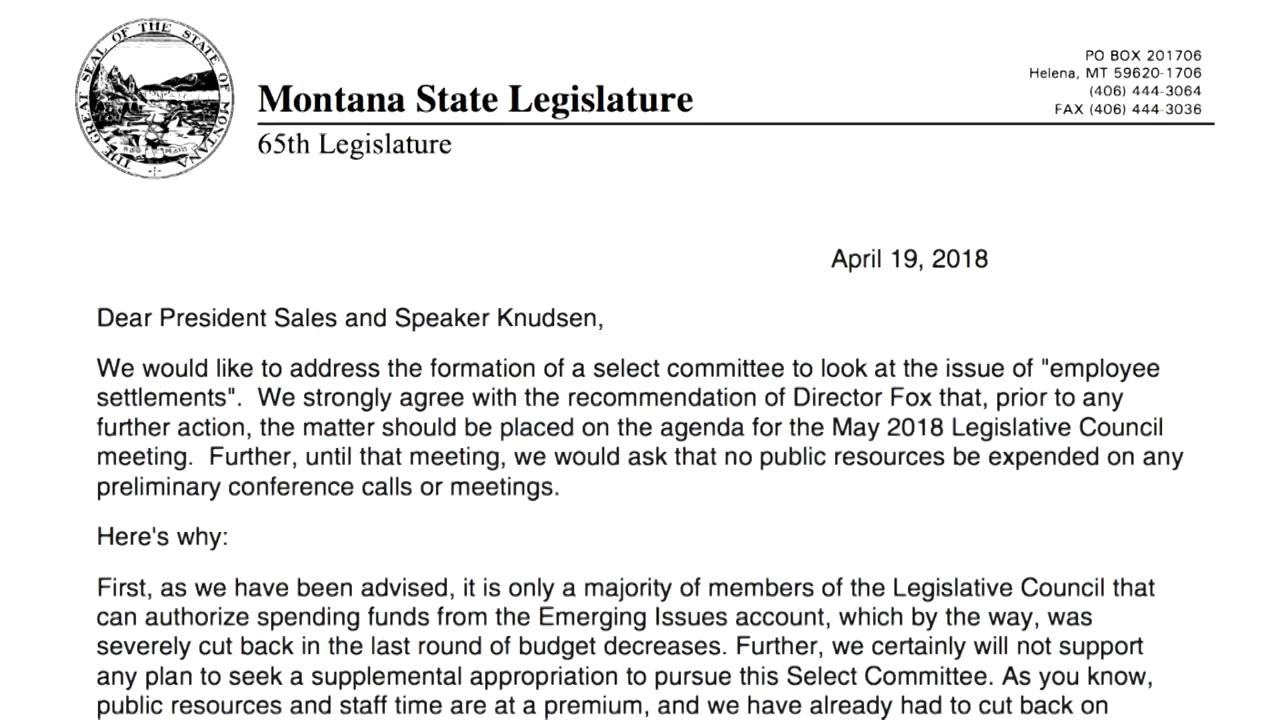 THE GREAT SEAL OF THE STATE OF MONTANA
PO BOX 201706
Helena, MT 59620-1706
(406) 444-3064
FAX (406) 444-3036
Montana State Legislature
65th Legislature
April 19, 2018
Dear President Sales and Speaker Knudsen,
We would like to address the formation of a select committee to look at the issue of "employee
settlements".  We strongly agree with the recommendation of Director Fox that, prior to any
further action, the matter should be placed on the agenda for the May 2018 Legislative Council
meeting.  Further, until that meeting, we would ask that no public resources be expended on any
preliminary conference calls or meetings.
Here's why:
First, as we have been advised, it is only a majority of members of the Legislative Council that
can authorize spending funds from the Emerging Issues account, which by the way, was
severely cut back in the last round of budget decreases. Further, we certainly will not support
any plan to seek a supplemental appropriation to pursue this Select Committee. As you know,
public resources and staff time are at a premium, and we have already had to cut back on